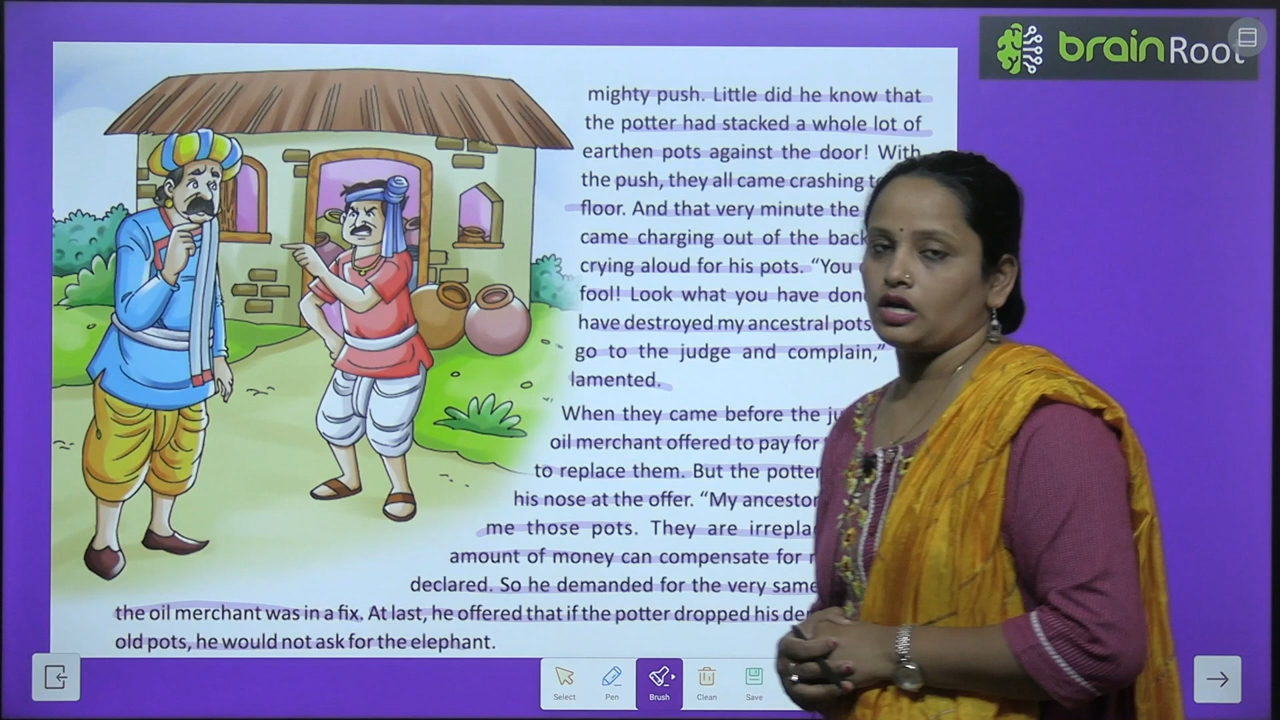 brainRoot
mighty push. Little did he know that
the potter had stacked a whole lot of
earthen pots against the door! With
the push, they all came crashing
floor. And that very minute the
came charging out of the back
crying aloud for his pots. “You
fool! Look what you have
have destroyed my ancestral pots
go to the judge and complain,”
lamented.
When they came before the
oil merchant offered to pay for
to replace them. But the potter
his nose at the offer. “My
me those pots. They are
amount of money can compensate for
declared. So he demanded for the very same
the oil merchant was in a fix. At last, he offered that if the potter dropped his
old pots, he would not ask for the elephant.
Select Pen Brush Clean Save